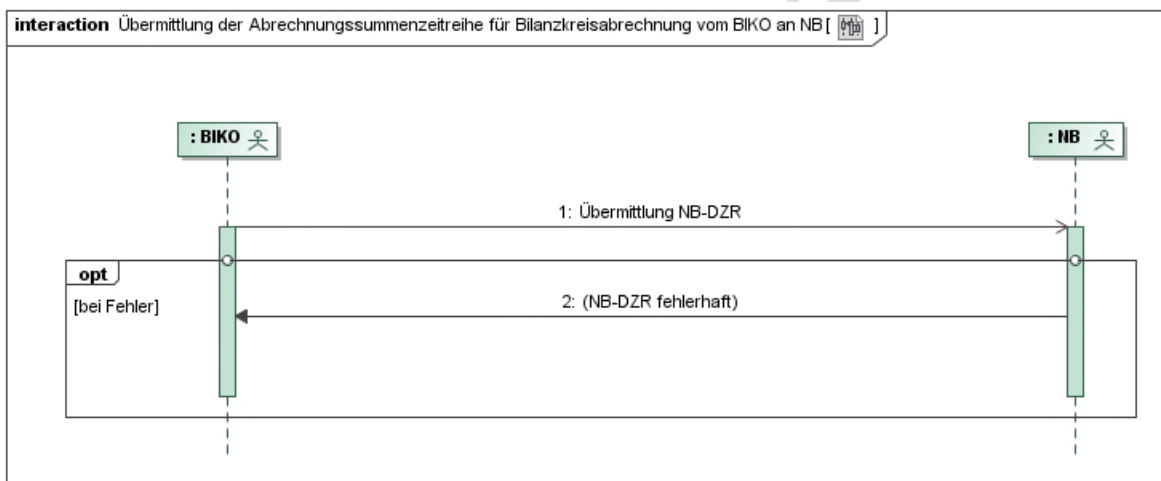 interaction Übermittlung der Abrechnungssummenzeitreihe für Bilanzkreisabrechnung vom BIKO an NB [ ]
: BIKO
: NB
1: Übermittlung NB-DZR
opt
[bei Fehler]
2: (NB-DZR fehlerhaft)